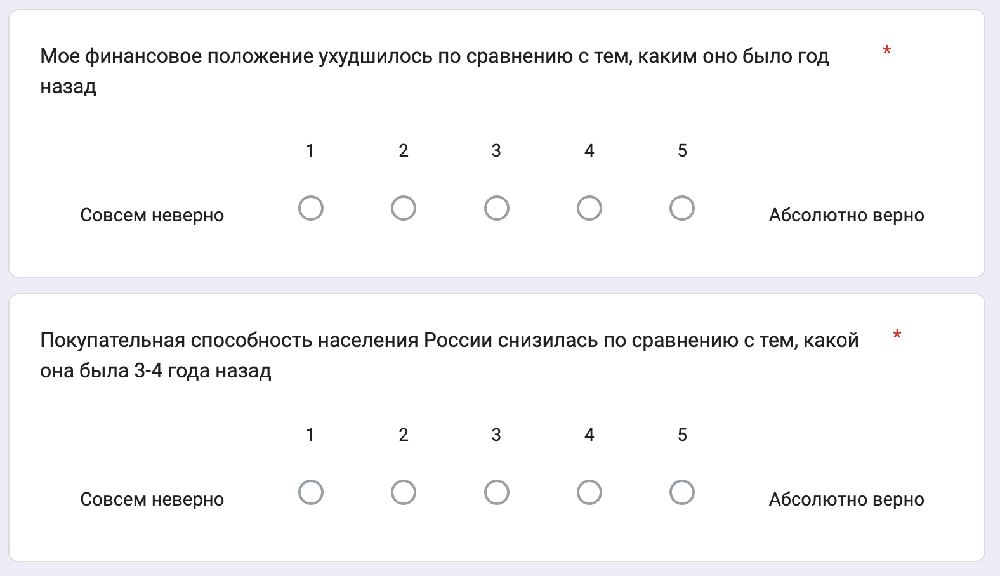 Мое финансовое положение ухудшилось по сравнению с тем, каким оно было год *
назад
1 2 3 4 5
Совсем неверно Абсолютно верно
Покупательная способность населения России снизилась по сравнению с тем, какой *
она была 3-4 года назад
1 2 3 4 5
Совсем неверно Абсолютно верно